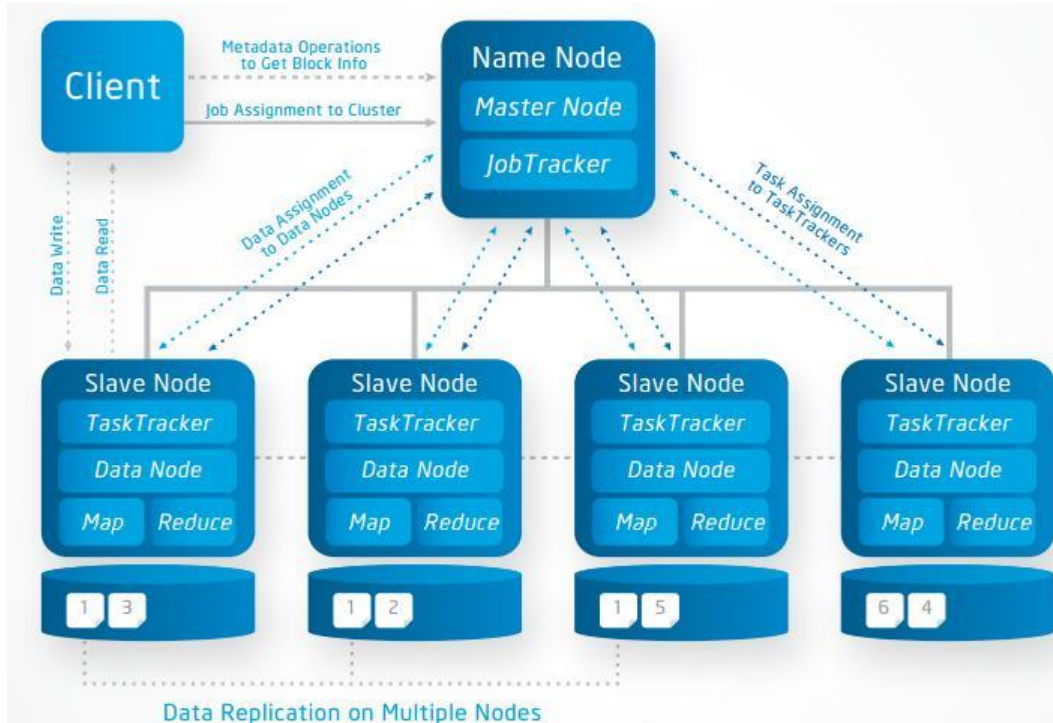 Client
Metadata Operations
to Get Block Info
Job Assignment to Cluster
Name Node
Master Node
JobTracker
Data Write
Data Read
Data Assignment
to Data Nodes
Task Assignment
to TaskTrackers
Slave Node
TaskTracker
Data Node
Map Reduce
1 3
Slave Node
TaskTracker
Data Node
Map Reduce
1 2
Slave Node
TaskTracker
Data Node
Map Reduce
1 5
Slave Node
TaskTracker
Data Node
Map Reduce
6 4
Data Replication on Multiple Nodes